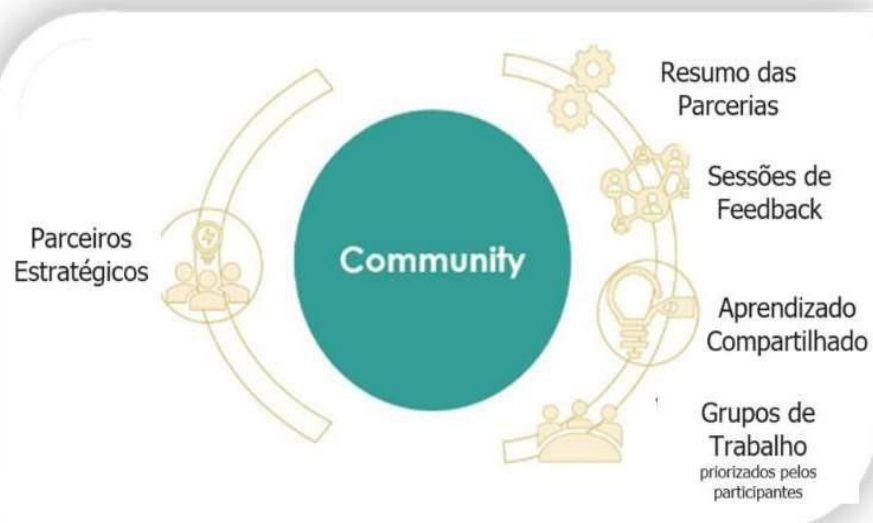 Parceiros
Estratégicos
Community
Resumo das
Parcerias
Sessões de
Feedback
Aprendizado
Compartilhado
Grupos de
Trabalho
priorizados pelos
participantes